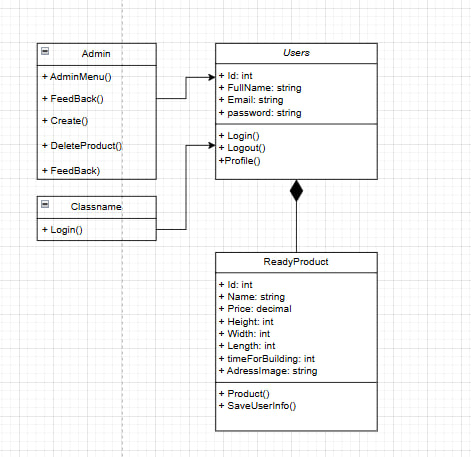 Admin
+ AdminMenu()
+ FeedBack()
+ Create()
+ DeleteProduct()
+ FeedBack)
Classname
+ Login()
Users
+ Id: int
+ FullName: string
+ Email: string
+ password: string
+ Login()
+ Logout()
+Profile()
ReadyProduct
+ Id: int
+ Name: string
+ Price: decimal
+ Height: int
+ Width: int
+ Length: int
+ timeForBuilding: int
+ AdressImage: string
+ Product()
+ SaveUserInfo()